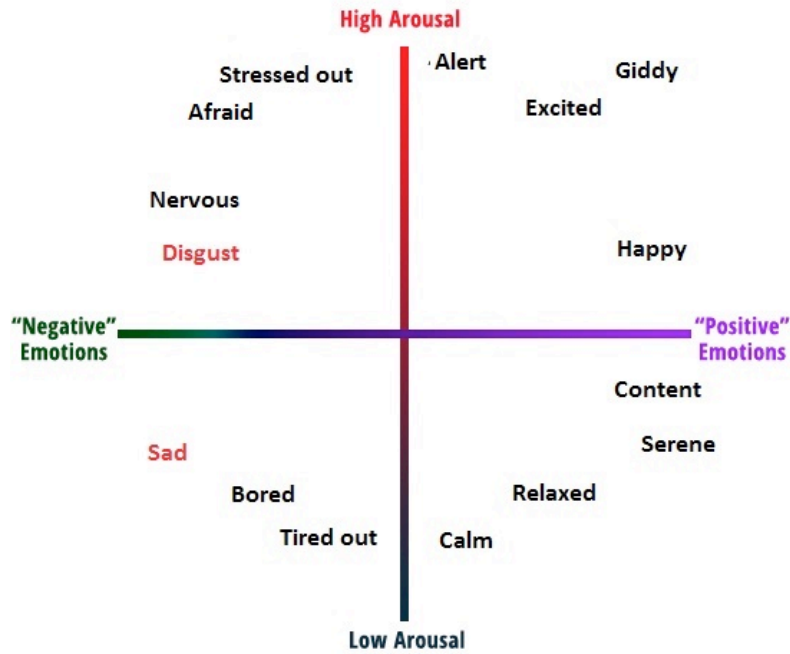 High Arousal
Alert
Giddy
Stressed out
Excited
Afraid
Nervous
Happy
Disgust
“Negative”
Emotions
“Positive”
Emotions
Content
Serene
Sad
Bored
Relaxed
Tired out
Calm
Low Arousal